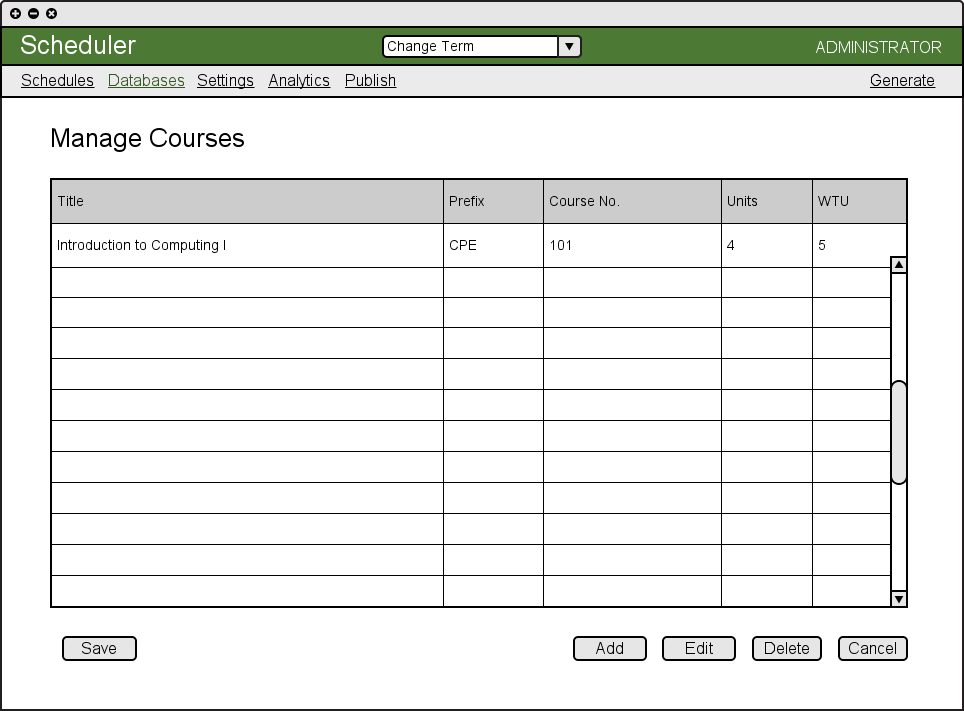 Scheduler Change Term ADMINISTRATOR
Schedules Databases Settings Analytics Publish Generate
Manage Courses
Title Prefix Course No. Units WTU
Introduction to Computing I CPE 101 4 5
Save Add Edit Delete Cancel